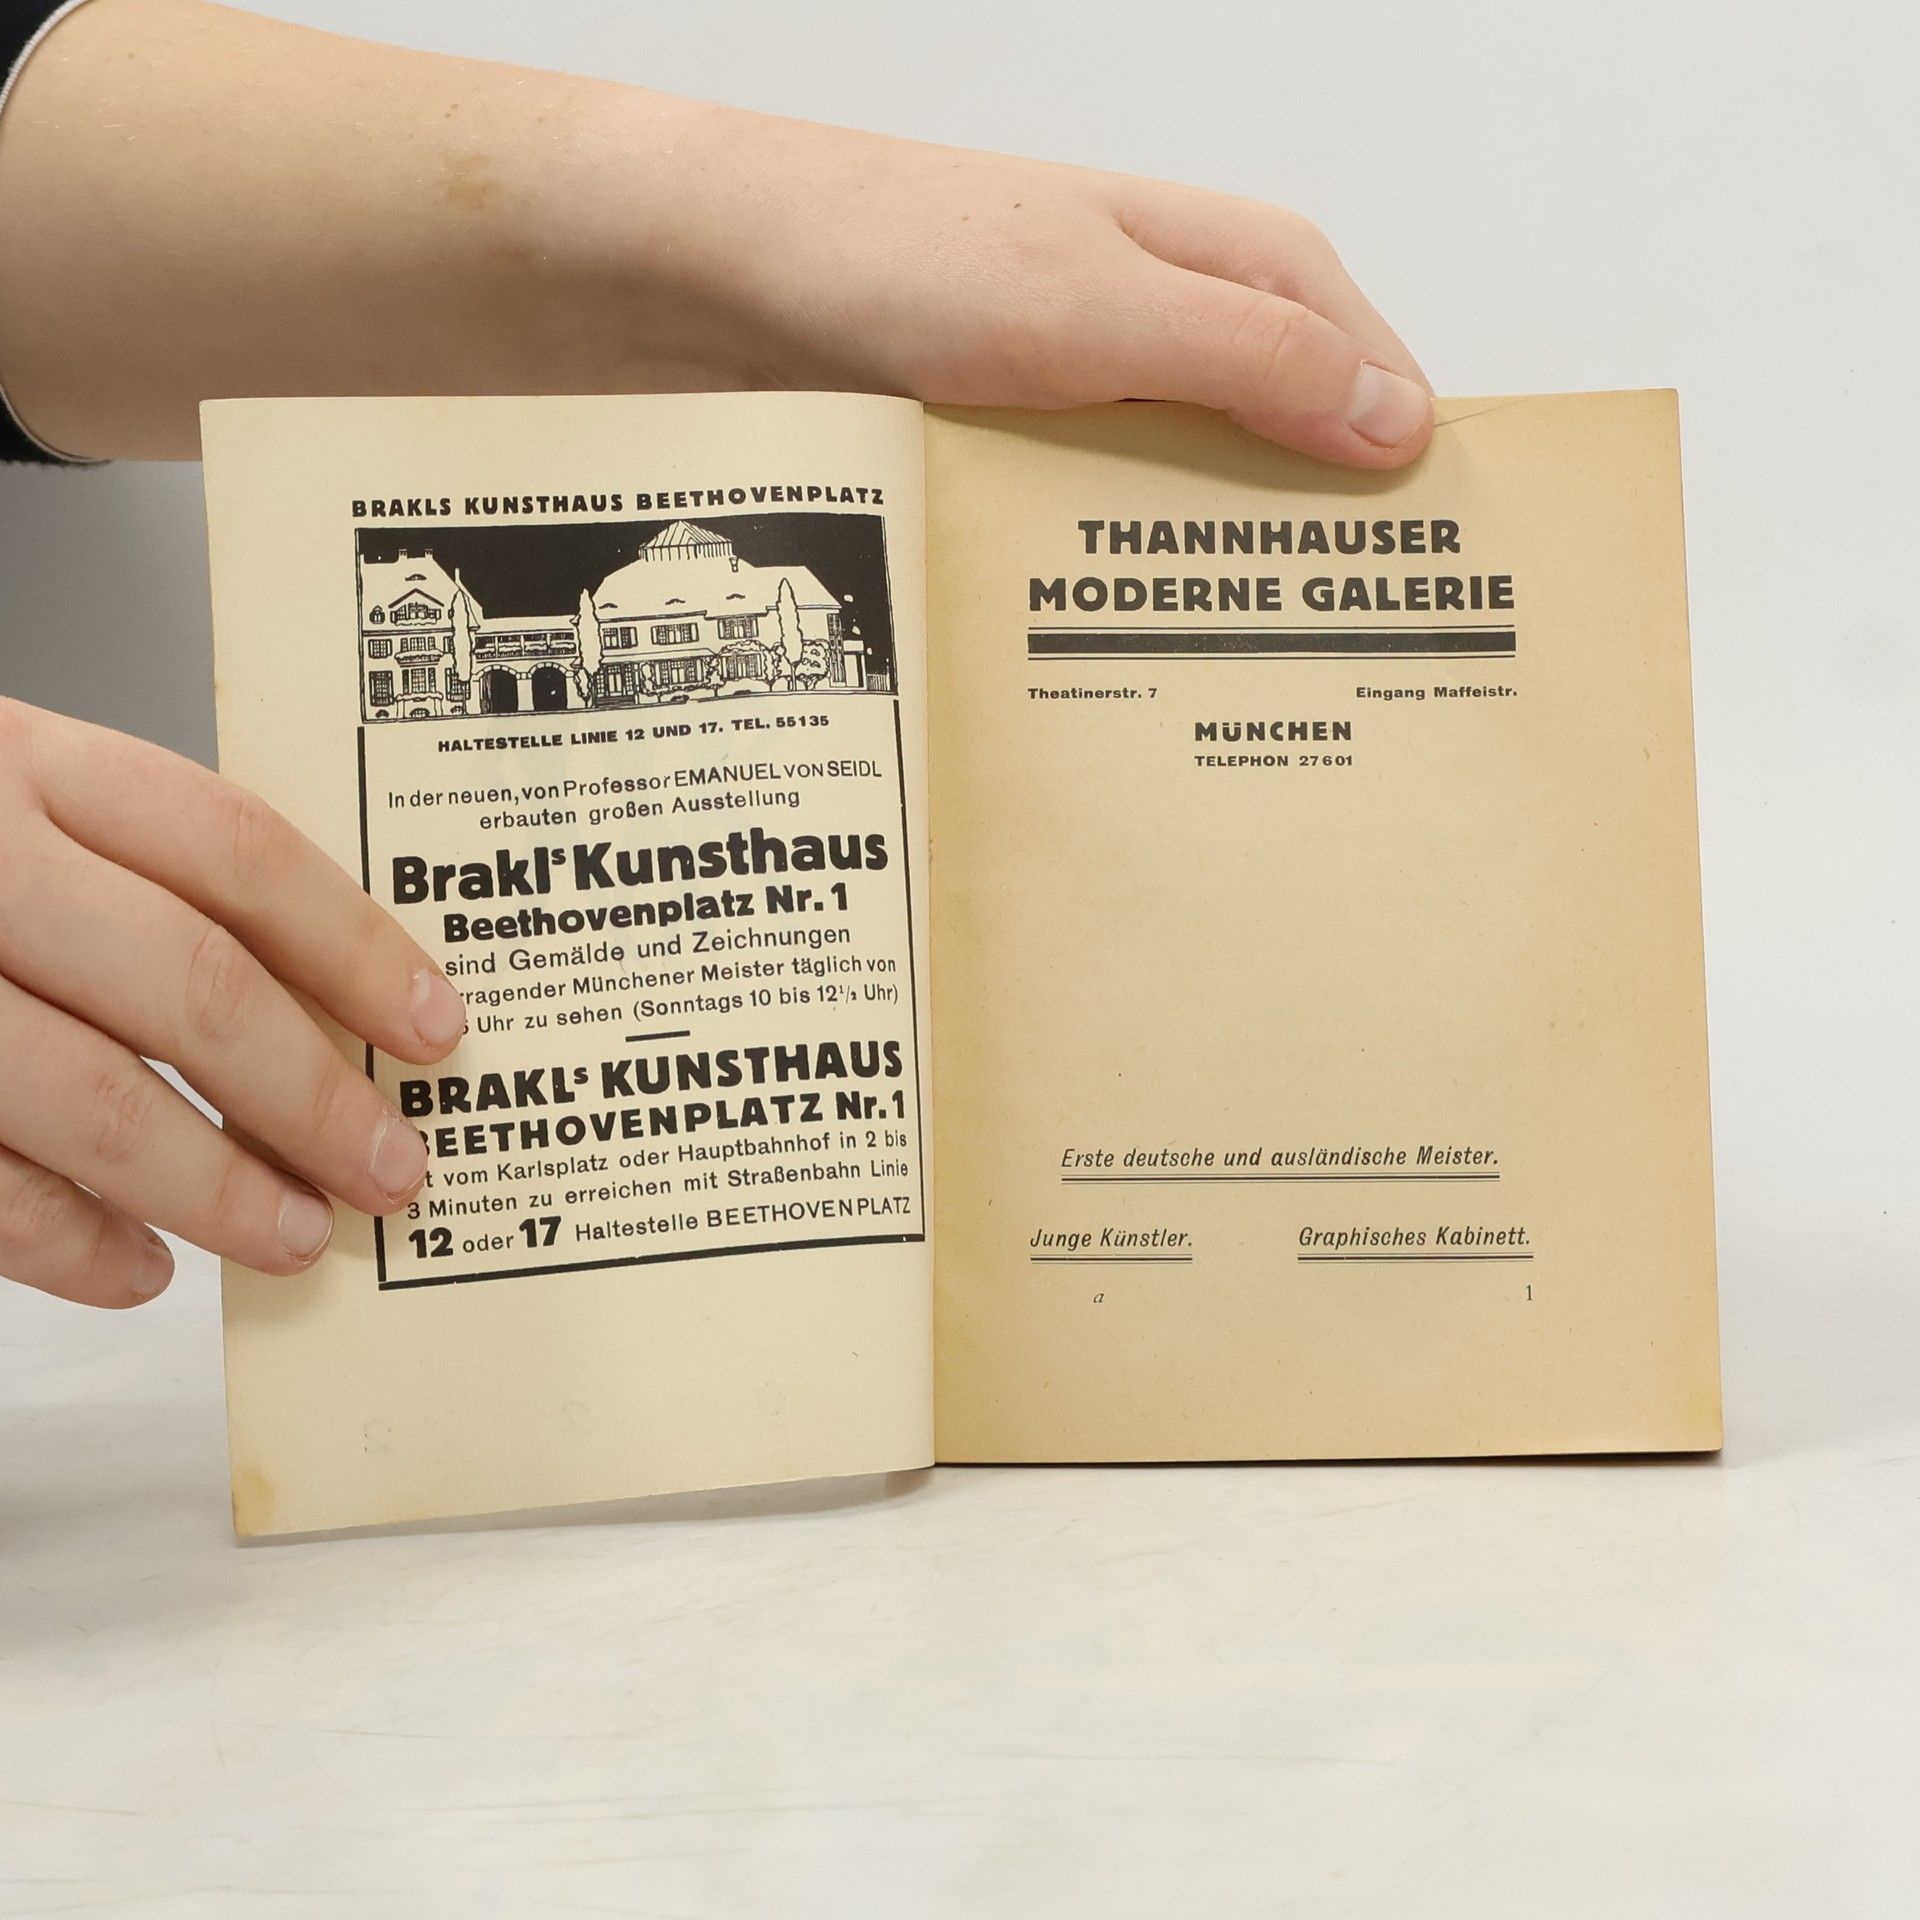 BRAKLS KUNSTHAUS BEETHOVENPLATZ
HALTESTELLE LINIE 12 UND 17. TEL. 55135
In der neuen, von Professor EMANUEL VON SEIDL
erbauten großen Ausstellung
Brakls Kunsthaus
Beethovenplatz Nr. 1
sind Gemälde und Zeichnungen
Münchener Meister täglich von
Uhr zu sehen (Sonntags 10 bis 12½ Uhr)
BRAKLs KUNSTHAUS
BEETHOVENPLATZ Nr. 1
vom Karlsplatz oder Hauptbahnhof in 2 bis
3 Minuten zu erreichen mit Straßenbahn Linie
12 oder 17 Haltestelle BEETHOVENPLATZ
THANNHAUSER
MODERNE GALERIE
Theatinerstr. 7 Eingang Maffeistr.
MÜNCHEN
TELEPHON 27601
Erste deutsche und ausländische Meister.
Junge Künstler. Graphisches Kabinett.
a 1